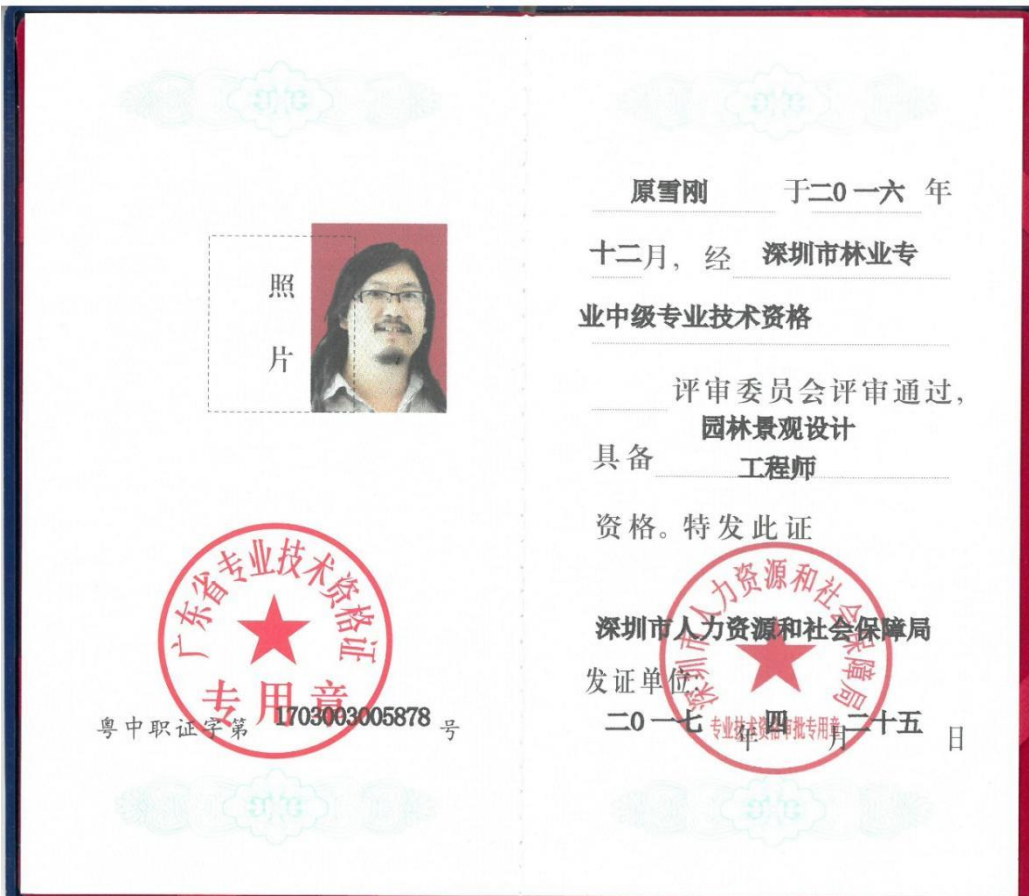 照
片
广东省专业技术资格证
专用章
粤中职证字第 1703003005878 号
原雪刚 于二0一六 年
十二月，经 深圳市林业专
业中级专业技术资格
评审委员会评审通过，
园林景观设计
具备 工程师
资格。特发此证
深圳市人力资源和社会保障局
深圳市人力资源和社会保障局
发证单位：
二0一七 年 四 月 二十五 日
专业技术资格审批专用章